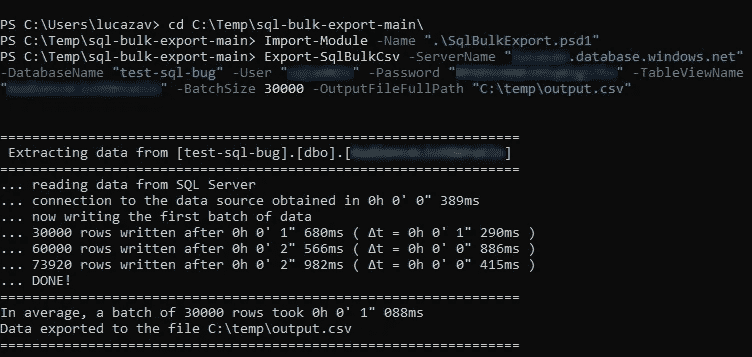 PS C:\Users\lucazav> cd C:\Temp\sql-bulk-export-main\
PS C:\Temp\sql-bulk-export-main> Import-Module -Name ".\SqlBulkExport.psd1"
PS C:\Temp\sql-bulk-export-main> Export-SqlBulkCsv -ServerName " .database.windows.net"
-DatabaseName "test-sql-bug" -User " " -Password " " -TableViewName
" " -BatchSize 30000 -OutputFileFullPath "C:\temp\output.csv"
================================================================
Extracting data from [test-sql-bug].[dbo].[ ]
================================================================
... reading data from SQL Server
... connection to the data source obtained in 0h 0' 0" 389ms
... now writing the first batch of data
... 30000 rows written after 0h 0' 1" 680ms ( Δt = 0h 0' 1" 290ms )
... 60000 rows written after 0h 0' 2" 566ms ( Δt = 0h 0' 0" 886ms )
... 73920 rows written after 0h 0' 2" 982ms ( Δt = 0h 0' 0" 415ms )
... DONE!
================================================================
In average, a batch of 30000 rows took 0h 0' 1" 088ms
Data exported to the file C:\temp\output.csv
================================================================